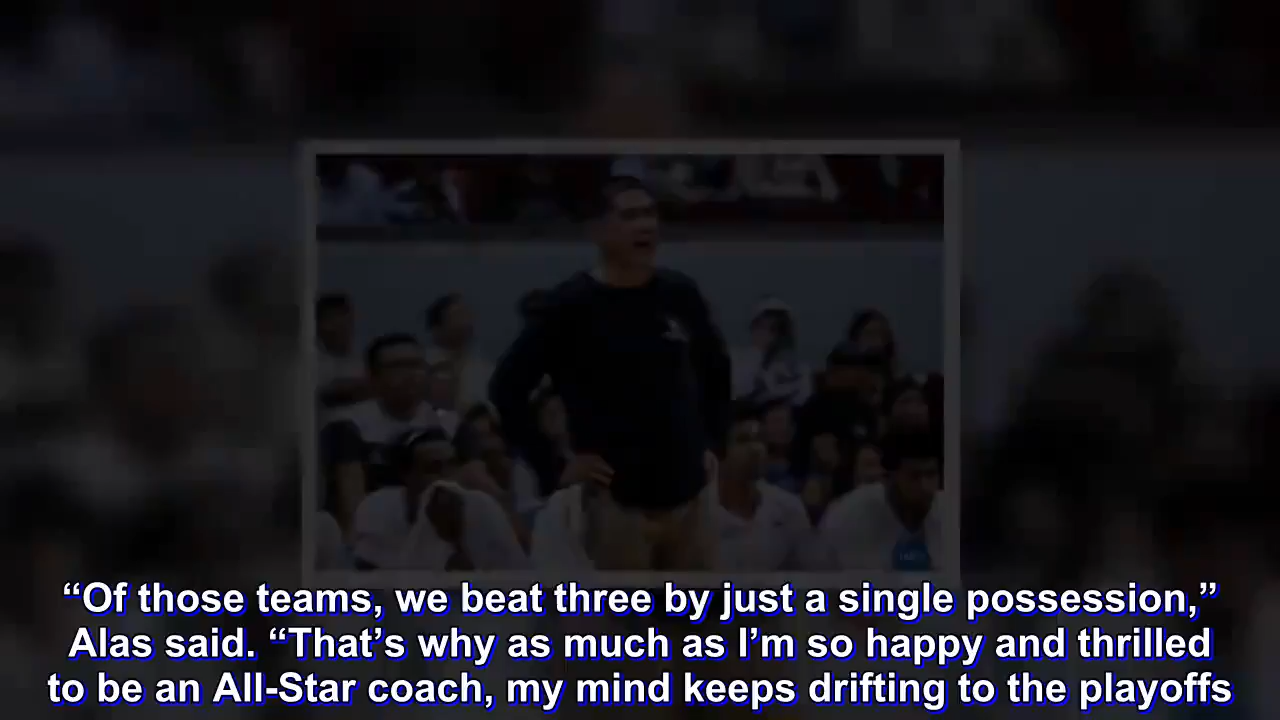 “Of those teams, we beat three by just a single possession,”
Alas said. “That’s why as much as I’m so happy and thrilled
to be an All-Star coach, my mind keeps drifting to the playoffs